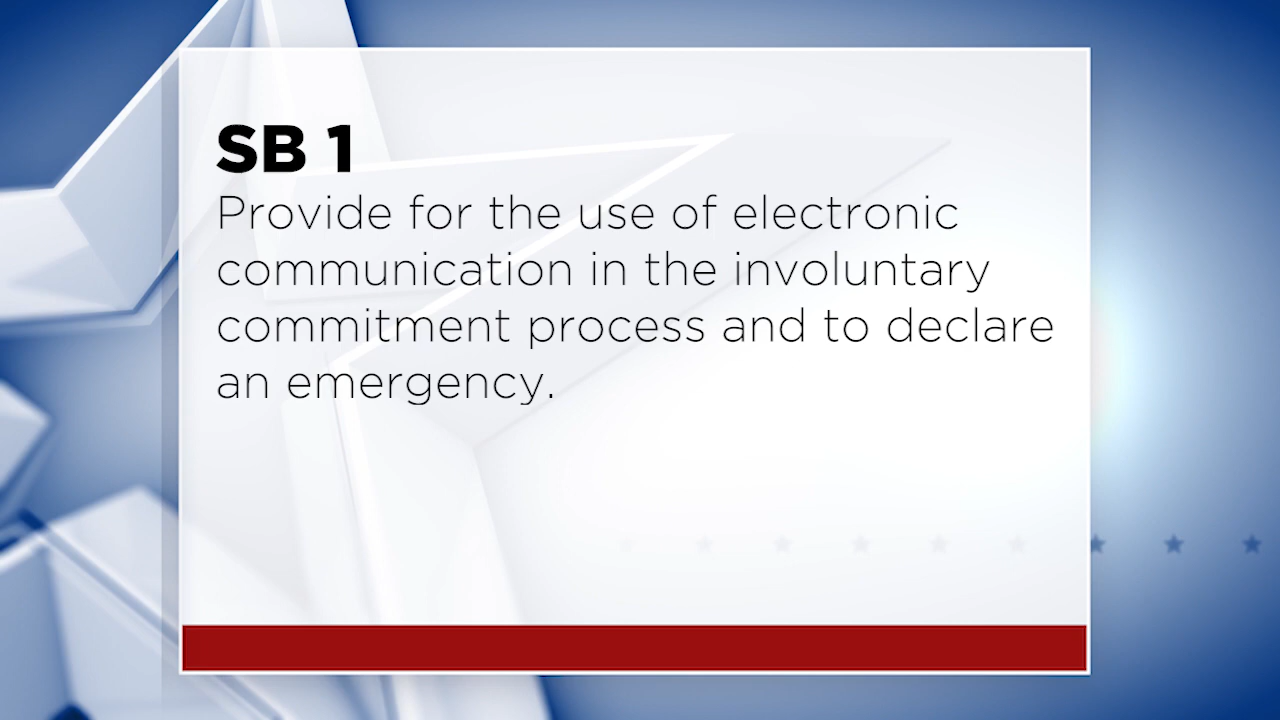 SB 1
Provide for the use of electronic
communication in the involuntary
commitment process and to declare
an emergency.